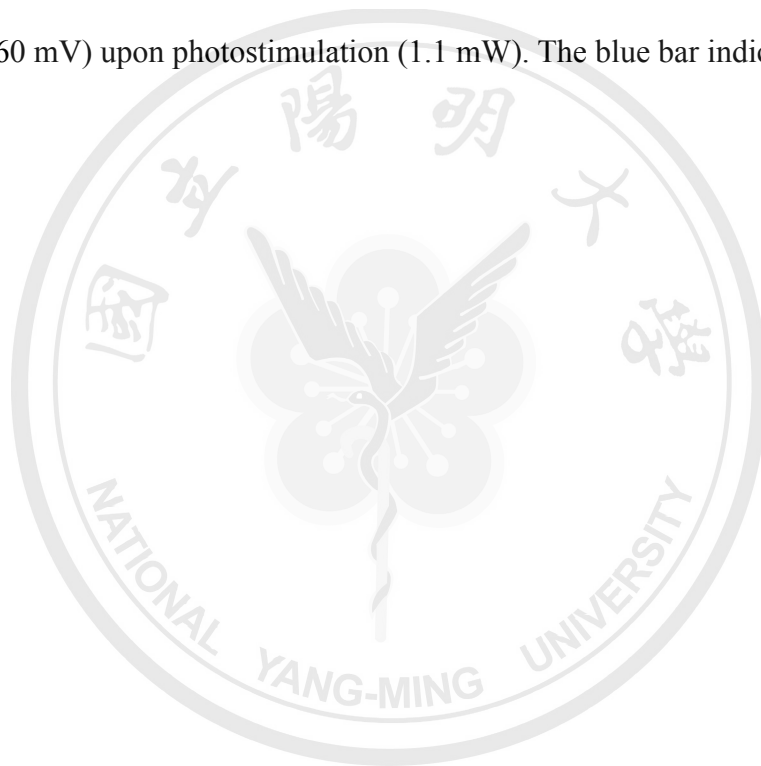 60 mV) upon photostimulation (1.1 mW). The blue bar indic
國立陽明大學
NATIONAL YANG-MING UNIVERSITY